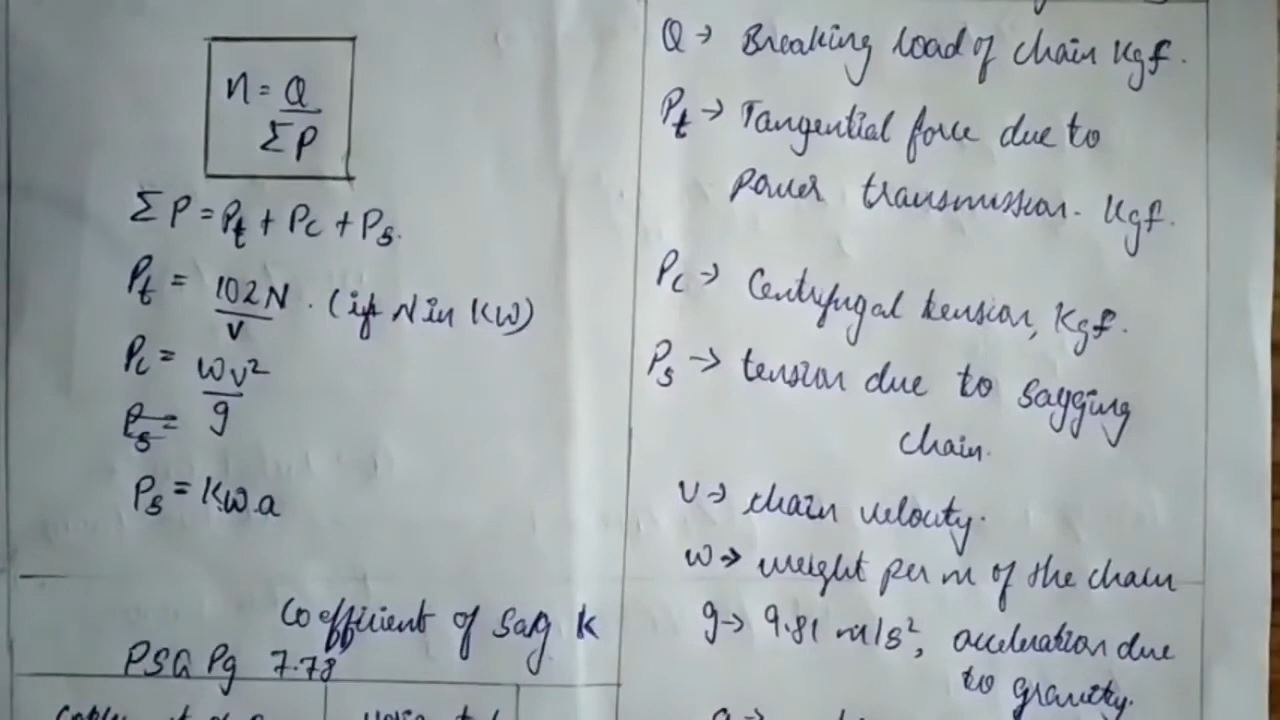 n = Q
ΣP
ΣP = Pt + Pc + Ps.
Pt = 102N . (if N in KW)
v
Pc = wv²
g
Ps =
Ps = K.w.a
Coefficient of Sag K
PSG Pg 7.78
Q → Breaking load of chain Kgf.
Pt → Tangential force due to
power transmission. Kgf.
Pc → Centrifugal tension, Kgf.
Ps → tension due to sagging
chain.
v → chain velocity.
w → weight per m of the chain
g → 9.81 m/s², acceleration due
to gravity.